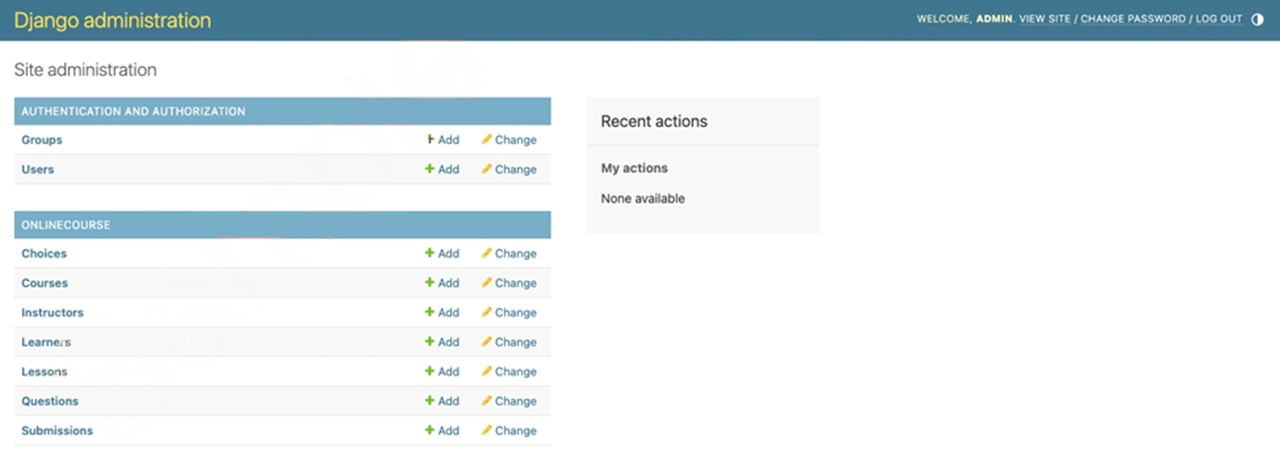 Django administration
WELCOME, ADMIN. VIEW SITE / CHANGE PASSWORD / LOG OUT
Site administration
AUTHENTICATION AND AUTHORIZATION
Groups Add Change
Users Add Change
ONLINECOURSE
Choices Add Change
Courses Add Change
Instructors Add Change
Learners Add Change
Lessons Add Change
Questions Add Change
Submissions Add Change
Recent actions
My actions
None available